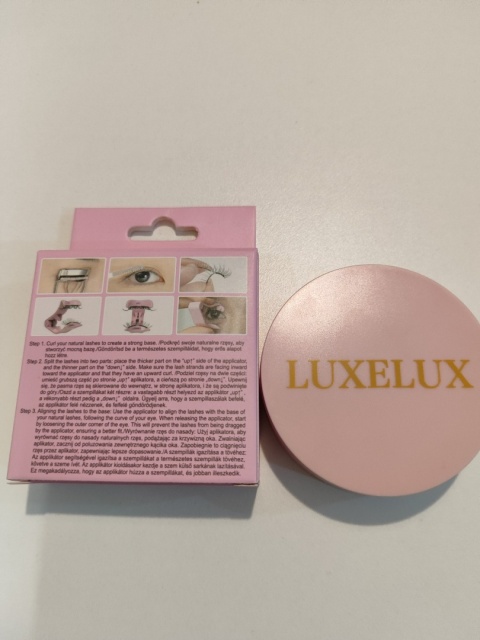 Step 1. Curl your natural lashes to create a strong base. /Podkręć swoje naturalne rzęsy, aby
stworzyć mocną bazę./Göndörítsd be a természetes szempilládat, hogy erős alapot
hozz létre.
Step 2. Split the lashes into two parts: place the thicker part on the "up↑" side of the applicator,
and the thinner part on the "down↓" side. Make sure the lash strands are facing inward
toward the applicator and that they have an upward curl. /Podziel rzęsy na dwie części:
umieść grubszą część po stronie „up↑” aplikatora, a cieńszą po stronie „down↓”. Upewnij
się, że pasma rzęs są skierowane do wewnątrz, w stronę aplikatora, i że są podwinięte
do góry./Oszd a szempillákat két részre: a vastagabb részt helyezd az applikátor „up↑”,
a vékonyabb részt pedig a „down↓” oldalra. Ügyelj arra, hogy a szempillaszálak befelé,
az applikátor felé nézzenek, és felfelé göndörödjenek.
Step 3. Aligning the lashes to the base: Use the applicator to align the lashes with the base of
your natural lashes, following the curve of your eye. When releasing the applicator, start
by loosening the outer corner of the eye. This will prevent the lashes from being dragged
by the applicator, ensuring a better fit./Wyrównanie rzęs do nasady: Użyj aplikatora, aby
wyrównać rzęsy do nasady naturalnych rzęs, podążając za krzywizną oka. Zwalniając
aplikator, zacznij od poluzowania zewnętrznego kącika oka. Zapobiegnie to ciągnięciu
rzęs przez aplikator, zapewniając lepsze dopasowanie./A szempillák igazítása a tövekhez:
Az applikátor segítségével igazítsa a szempillákat a természetes szempillák tövéhez,
követve a szeme ívét. Az applikátor kioldásakor kezdje a szem külső sarkának lazításával.
Ez megakadályozza, hogy az applikátor húzza a szempillákat, és jobban illeszkedik.
LUXELUX